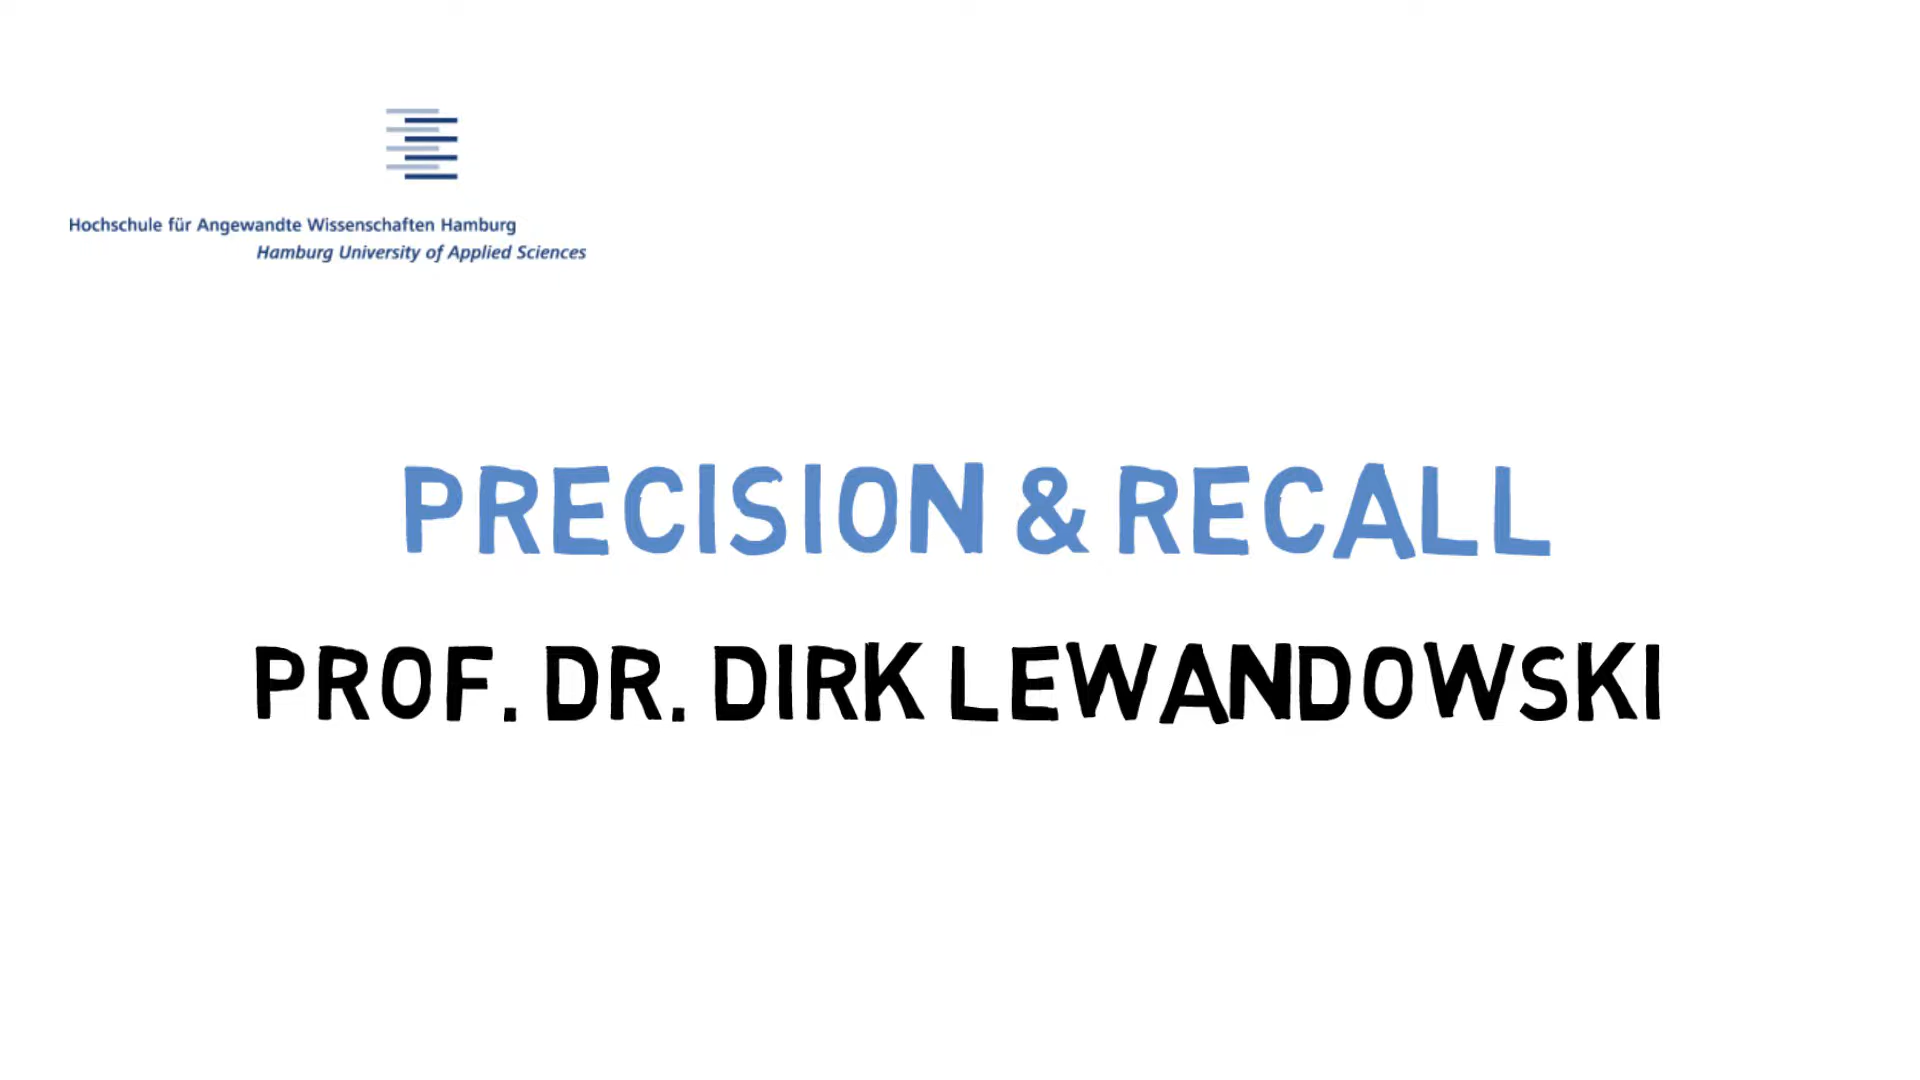 Hochschule für Angewandte Wissenschaften Hamburg
Hamburg University of Applied Sciences
PRECISION & RECALL
PROF. DR. DIRK LEWANDOWSKI